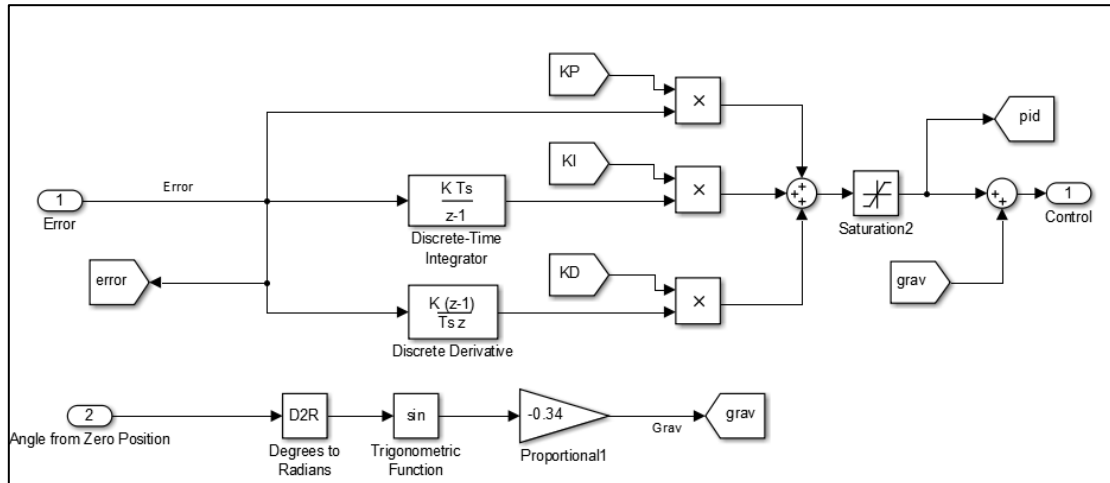 KP
×
pid
Error
KI
×
1
Error
K Ts
z-1
Discrete-Time
Integrator
+
+
+
Saturation2
+
+
1
Control
error
KD
×
grav
K (z-1)
Ts z
Discrete Derivative
2
Angle from Zero Position
D2R
Degrees to
Radians
sin
Trigonometric
Function
-0.34
Proportional1
Grav
grav